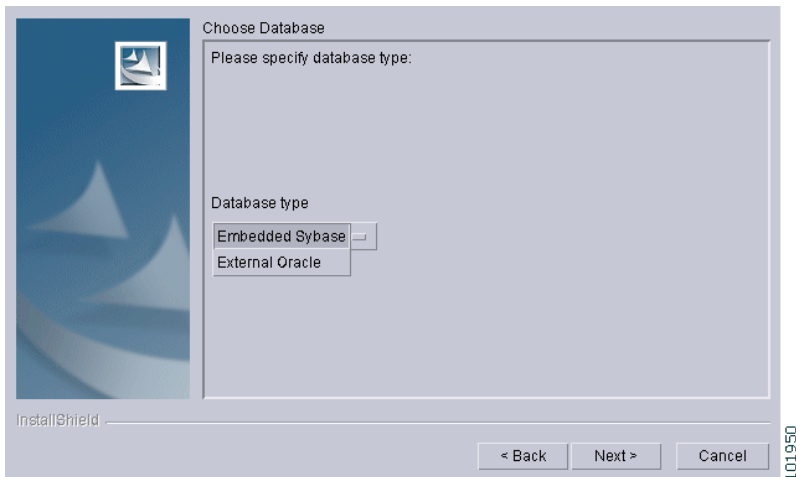 Choose Database
Please specify database type:
Database type
Embedded Sybase
External Oracle
InstallShield
< Back
Next >
Cancel
101950